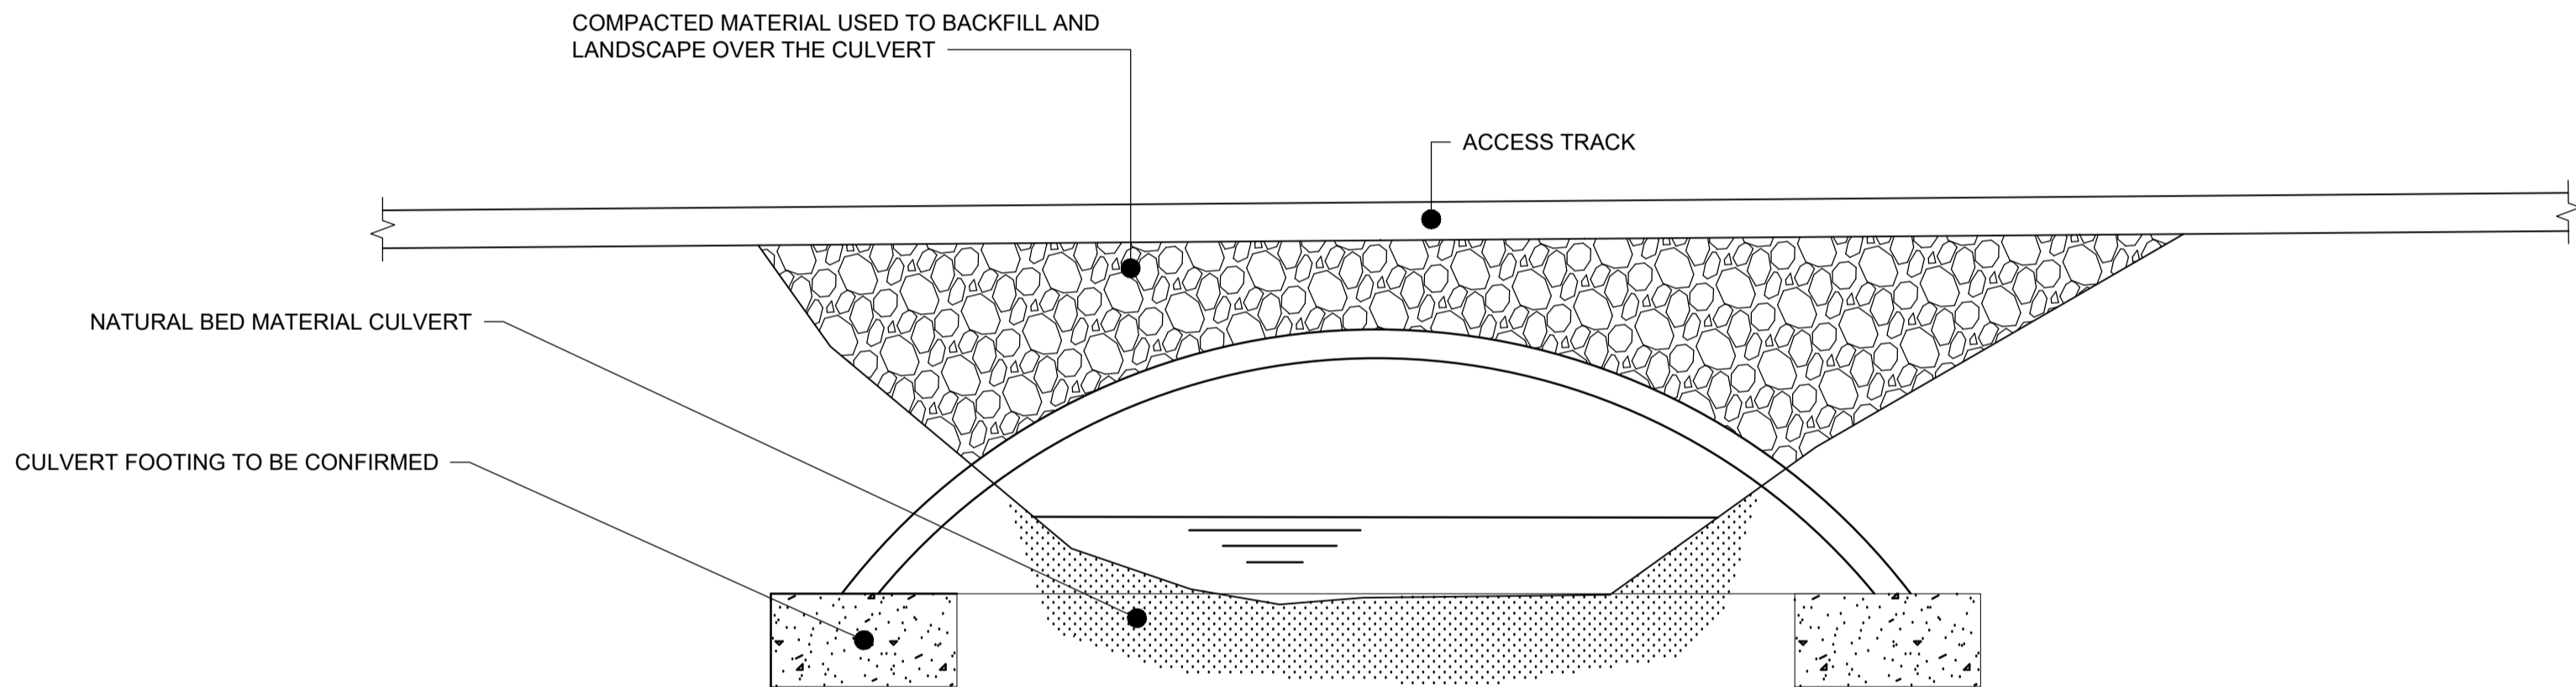 COMPACTED MATERIAL USED TO BACKFILL AND
LANDSCAPE OVER THE CULVERT
ACCESS TRACK
NATURAL BED MATERIAL CULVERT
CULVERT FOOTING TO BE CONFIRMED